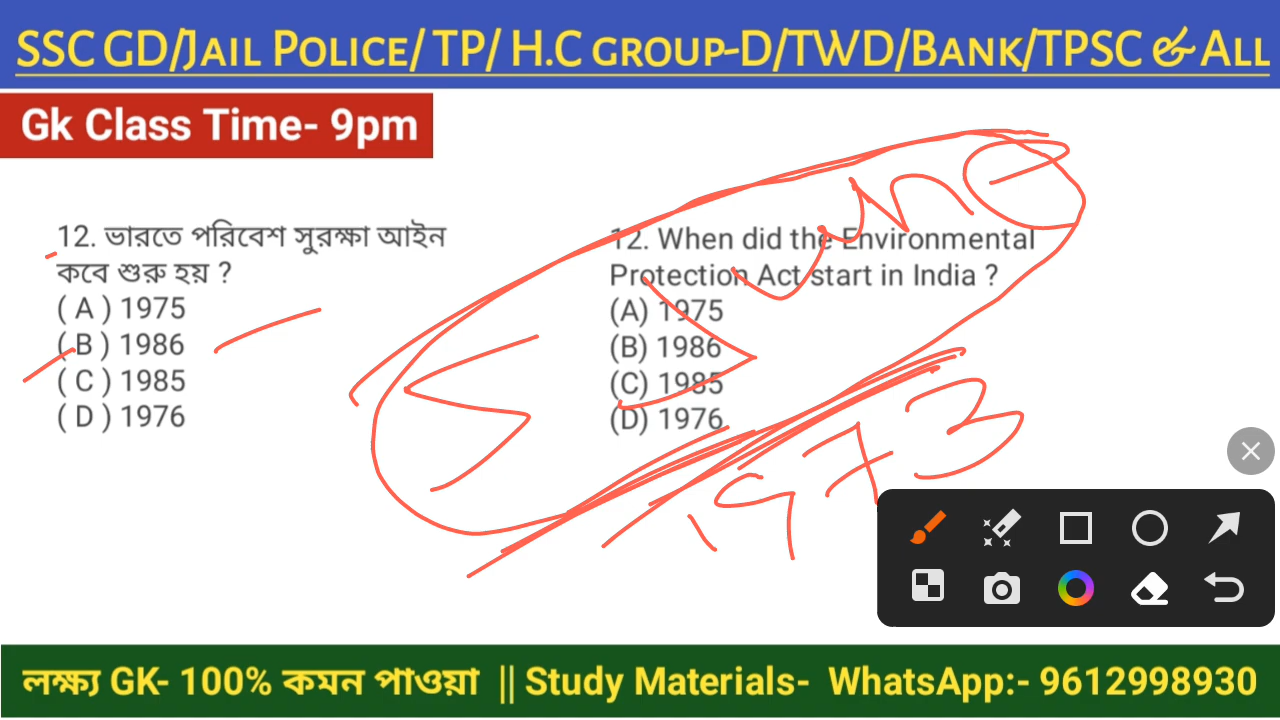 SSC GD/JAIL POLICE/ TP/ H.C GROUP-D/TWD/BANK/TPSC & ALL
Gk Class Time- 9pm
12. ভারতে পরিবেশ সুরক্ষা আইন
কবে শুরু হয় ?
( A ) 1975
( B ) 1986
( C ) 1985
( D ) 1976
12. When did the Environmental
Protection Act start in India ?
(A) 1975
(B) 1986
(C) 1985
(D) 1976
1973
লক্ষ্য GK- 100% কমন পাওয়া || Study Materials- WhatsApp:- 9612998930